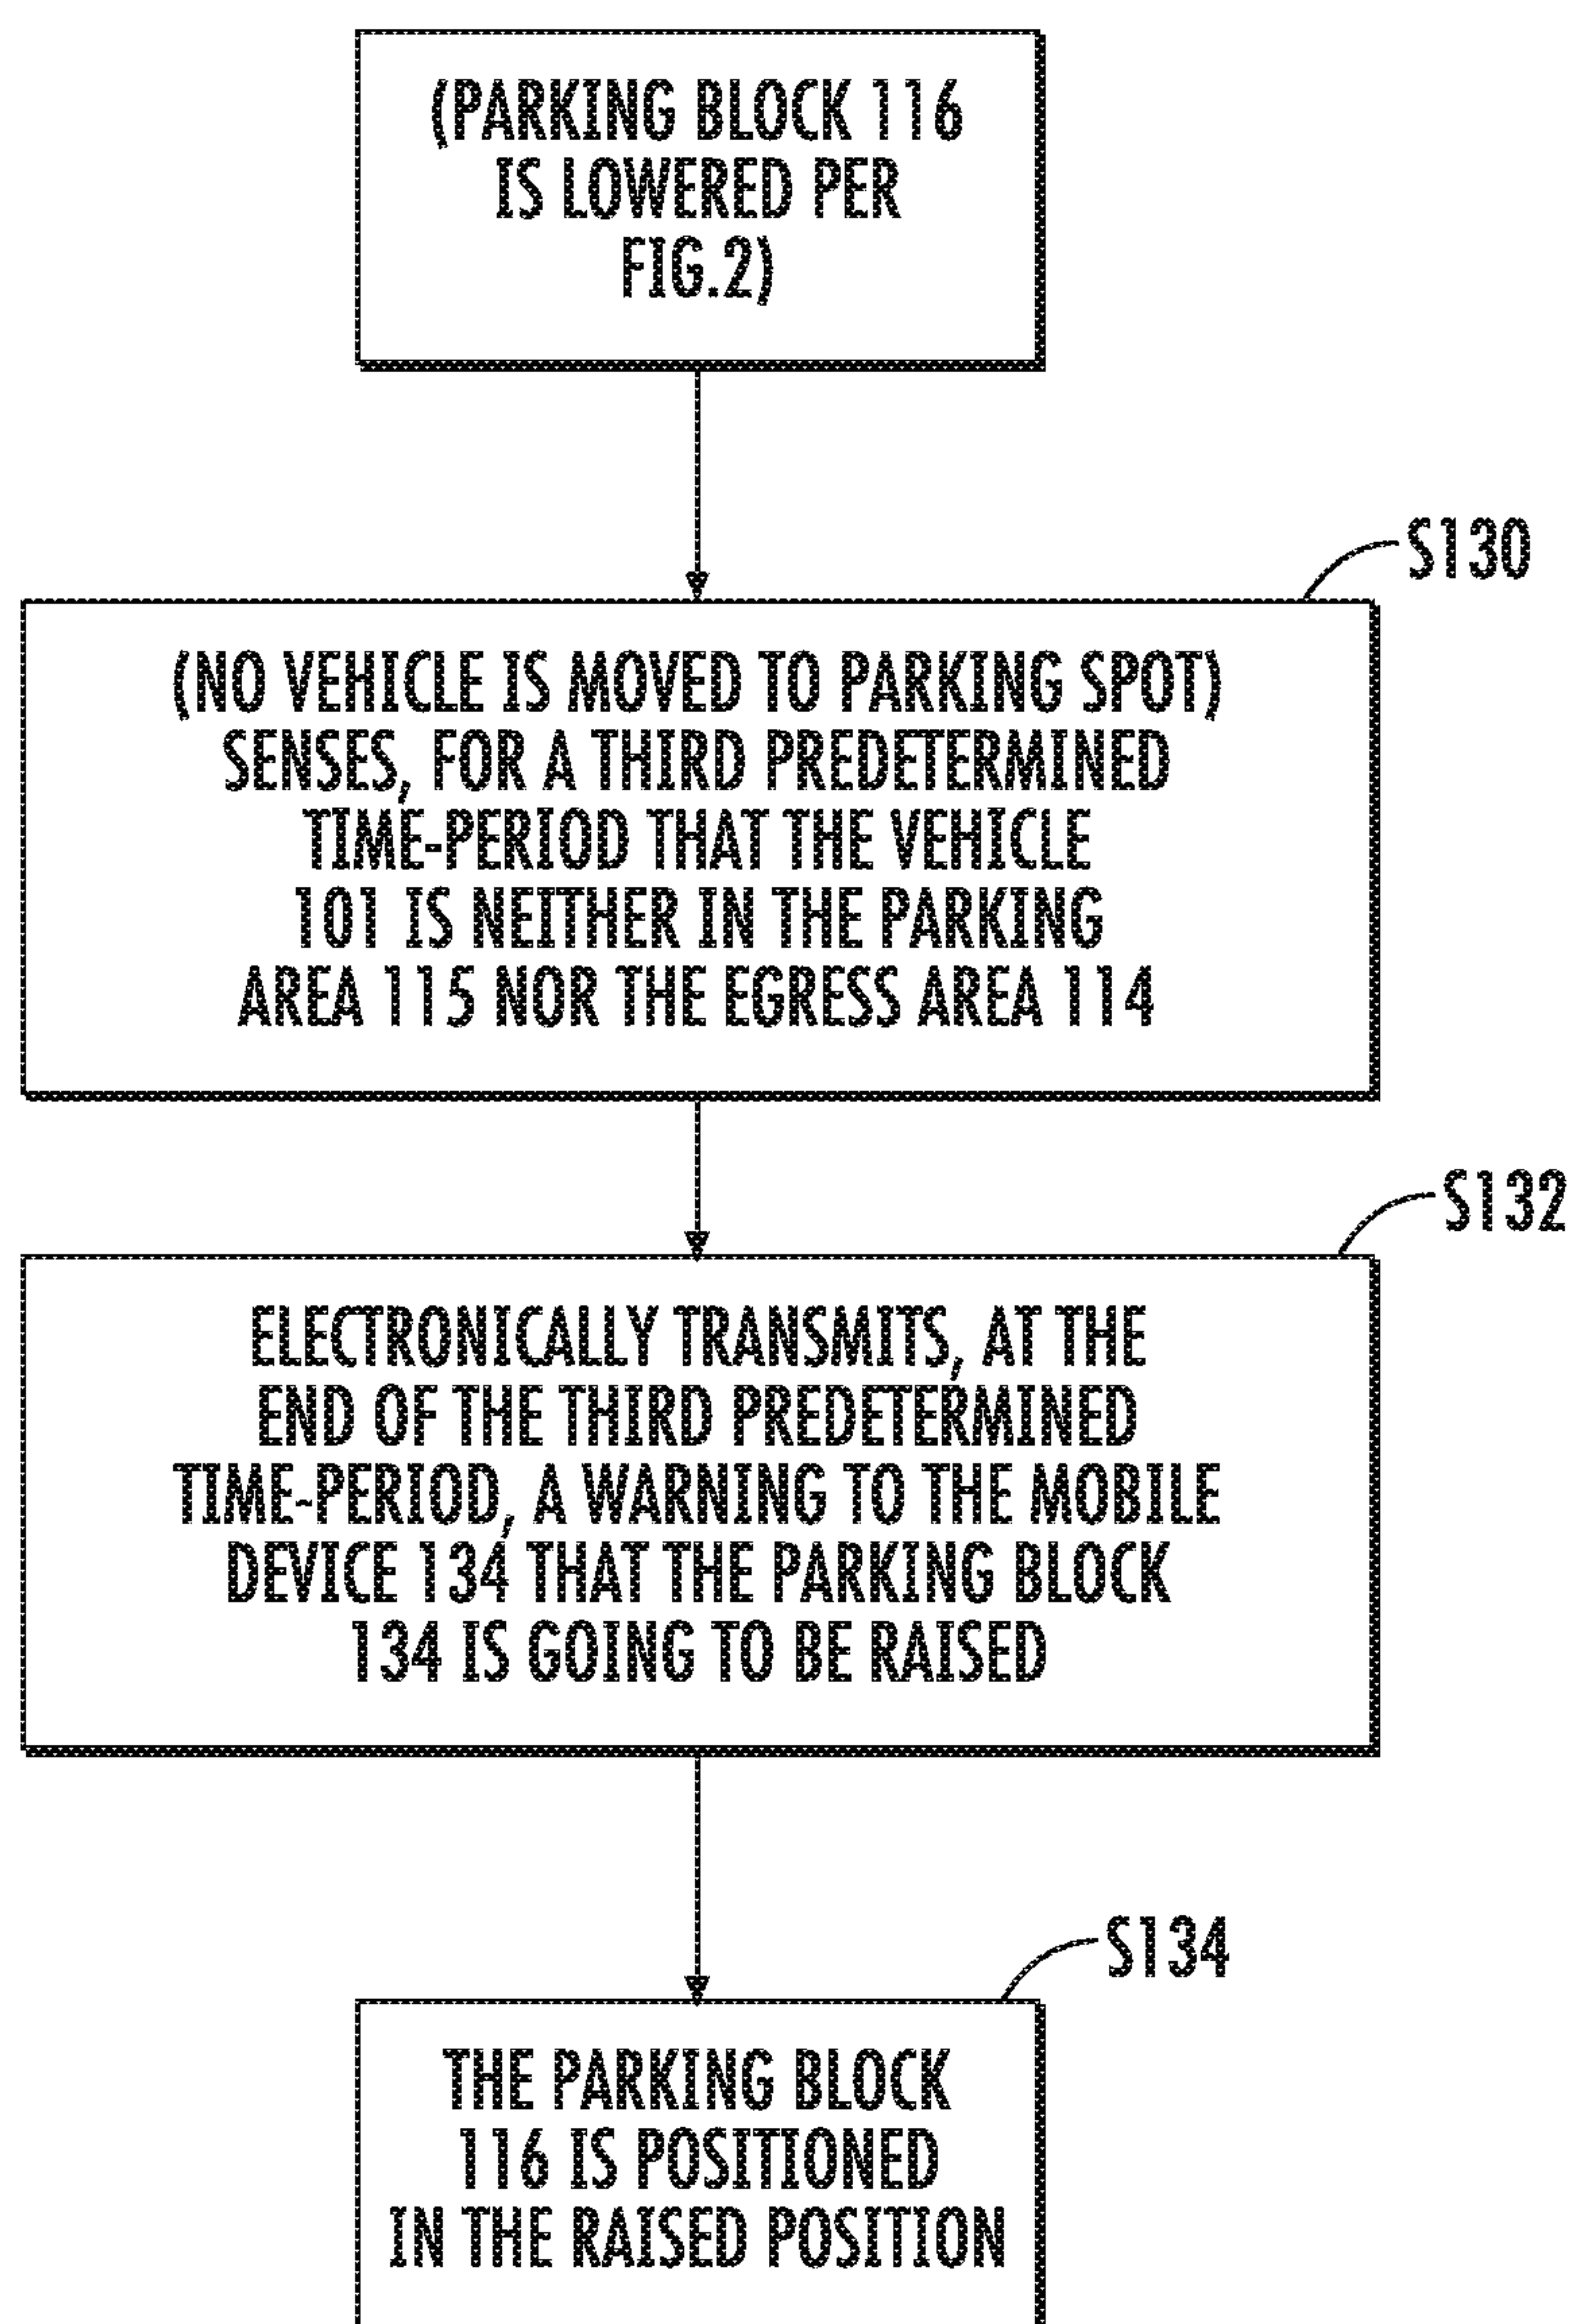 (PARKING BLOCK 116
IS LOWERED PER
FIG.2)
S130
(NO VEHICLE IS MOVED TO PARKING SPOT)
SENSES, FOR A THIRD PREDETERMINED
TIME-PERIOD THAT THE VEHICLE
101 IS NEITHER IN THE PARKING
AREA 115 NOR THE EGRESS AREA 114
S132
ELECTRONICALLY TRANSMITS, AT THE
END OF THE THIRD PREDETERMINED
TIME-PERIOD, A WARNING TO THE MOBILE
DEVICE 134 THAT THE PARKING BLOCK
134 IS GOING TO BE RAISED
S134
THE PARKING BLOCK
116 IS POSITIONED
IN THE RAISED POSITION